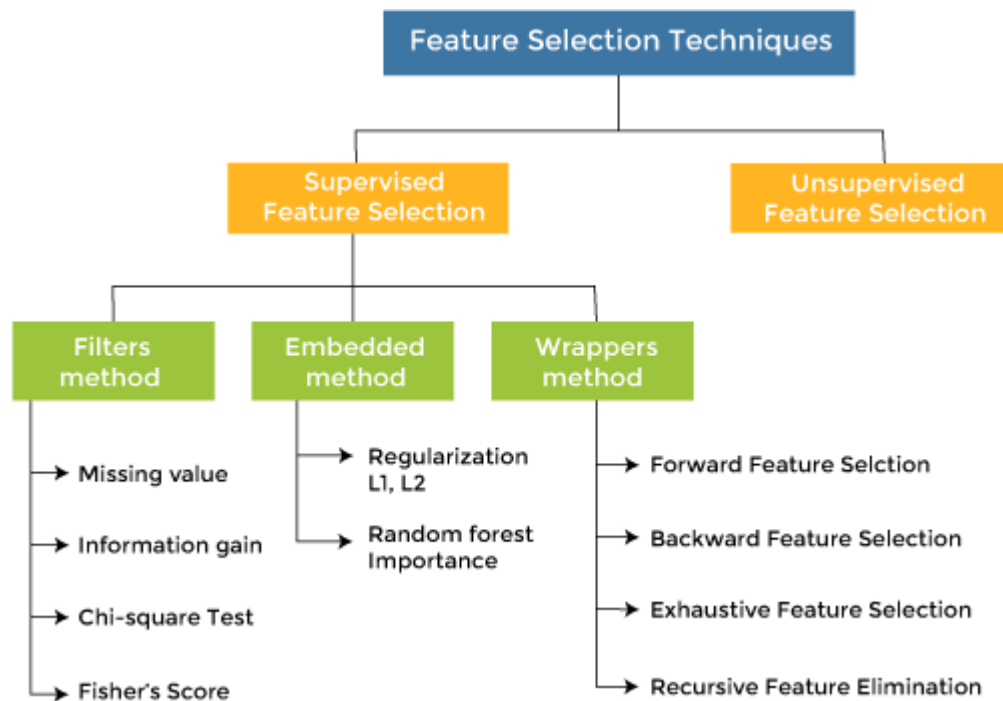 Feature Selection Techniques
Supervised
Feature Selection
Unsupervised
Feature Selection
Filters
method
Embedded
method
Wrappers
method
Missing value
Information gain
Chi-square Test
Fisher's Score
Regularization
L1, L2
Random forest
Importance
Forward Feature Selction
Backward Feature Selection
Exhaustive Feature Selection
Recursive Feature Elimination